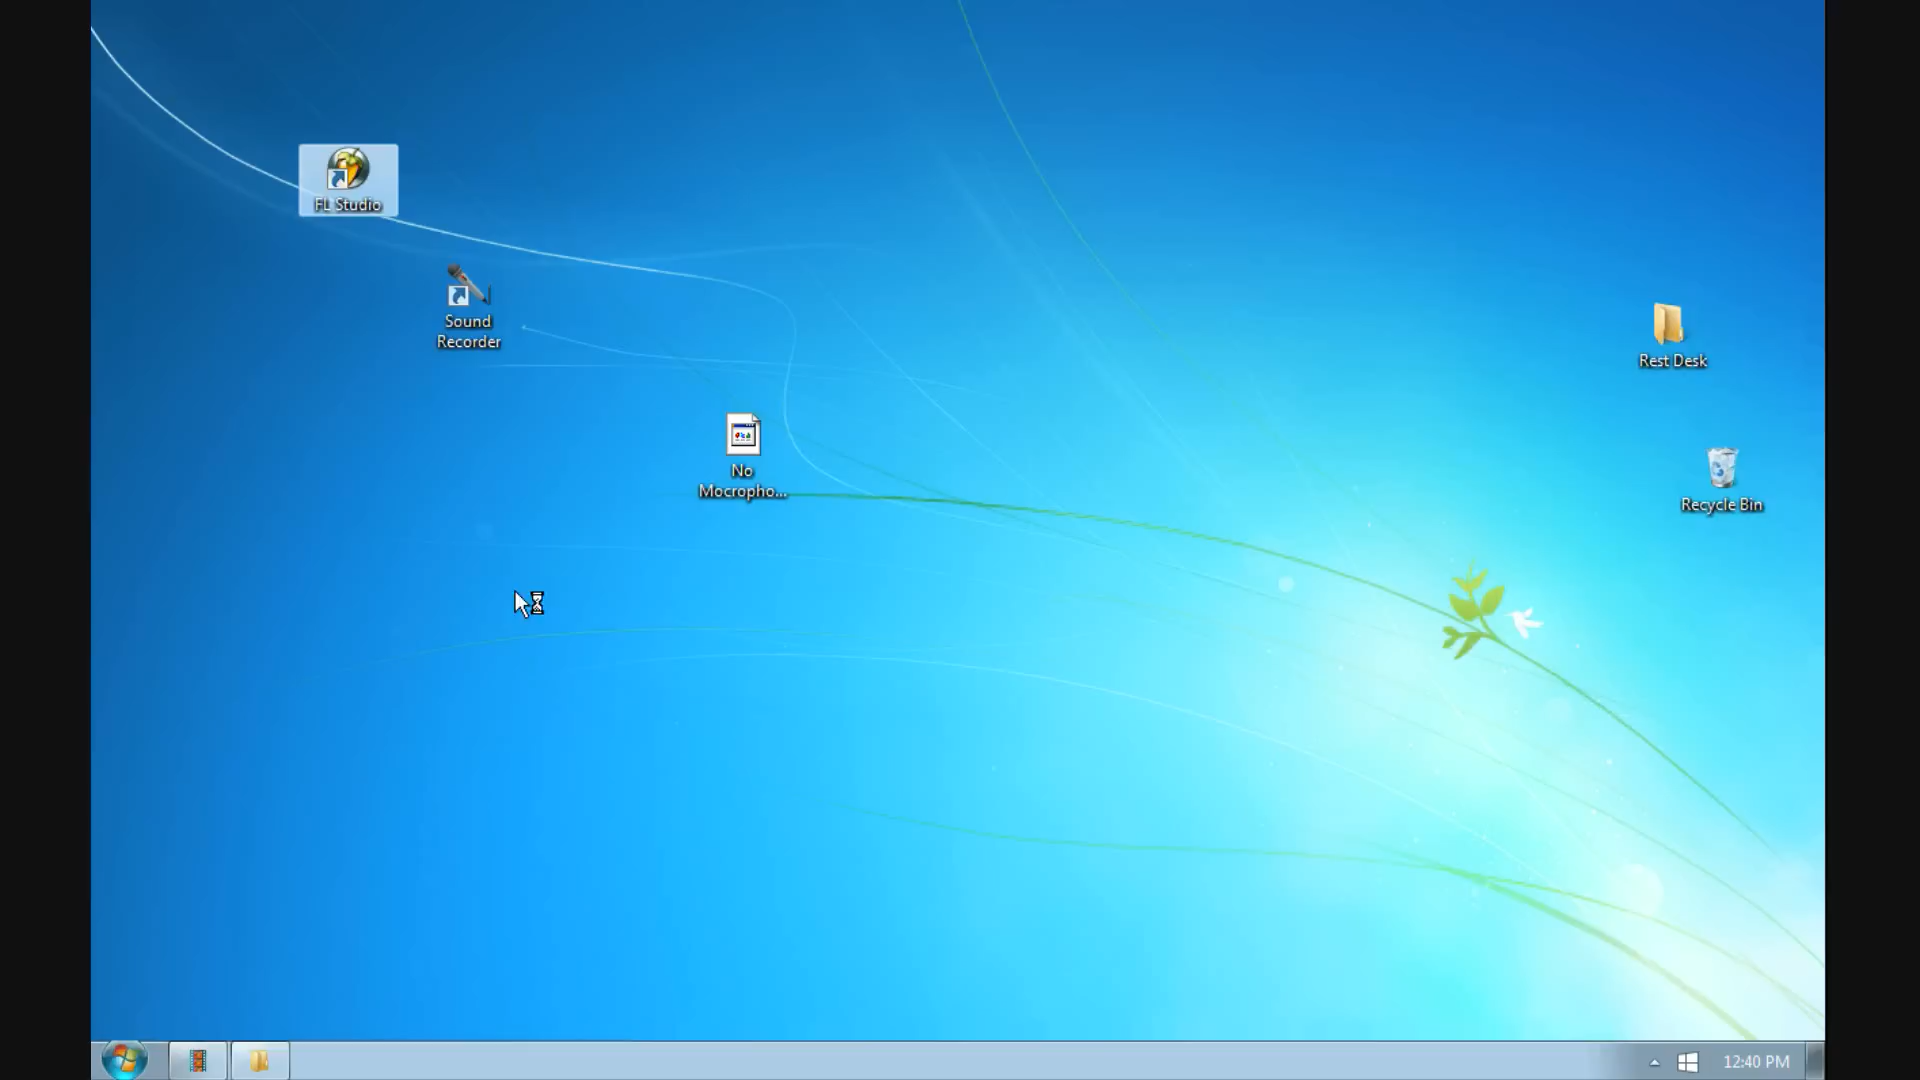 FL Studio
Sound
Recorder
Rest Desk
No
Mocropho...
Recycle Bin
12:40 PM